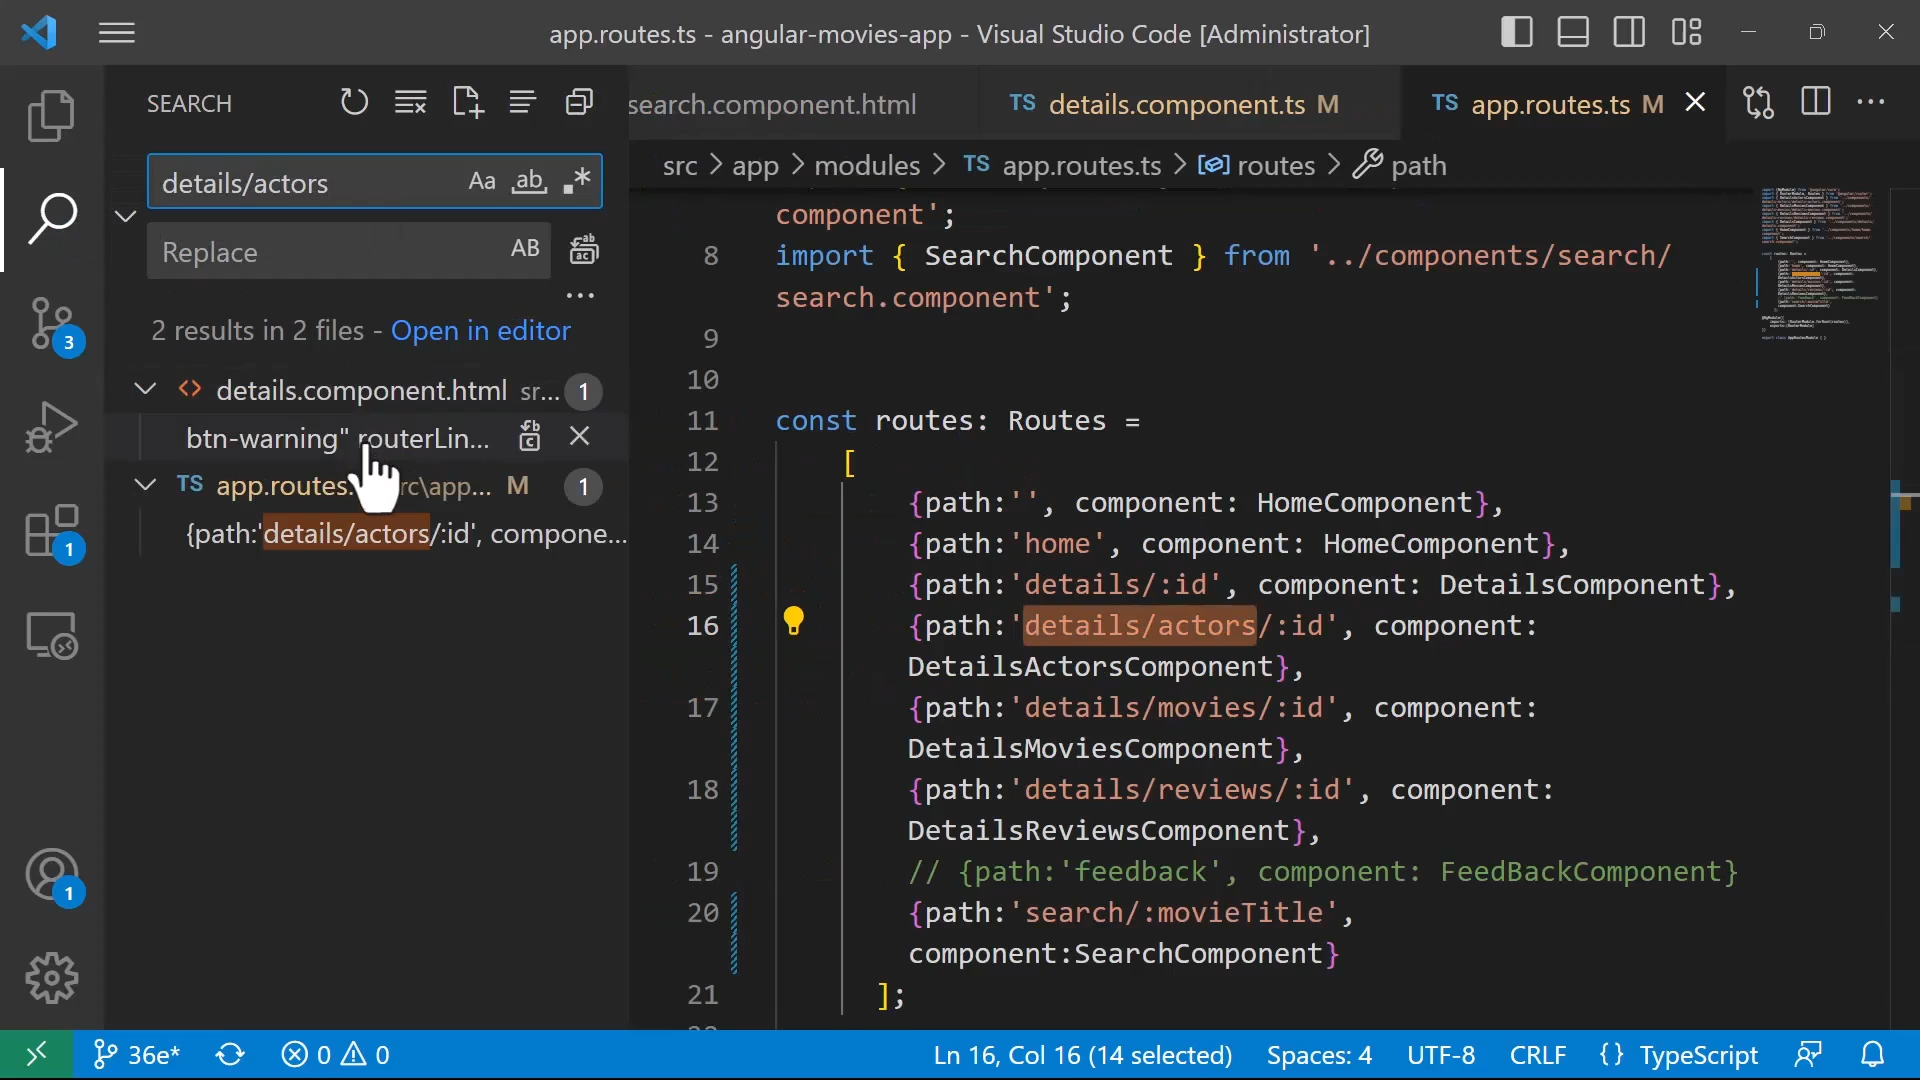 app.routes.ts - angular-movies-app - Visual Studio Code [Administrator]
SEARCH
details/actors
Aa
ab
.*
Replace
AB
2 results in 2 files - Open in editor
details.component.html sr... 1
btn-warning" routerLin...
TS app.routes. rc\app... M 1
{path:'details/actors/:id', compone...
3
1
1
search.component.html
TS details.component.ts M
TS app.routes.ts M
src > app > modules > TS app.routes.ts > routes > path
component';
8 import { SearchComponent } from '../components/search/
search.component';
9
10
11 const routes: Routes =
12 [
13 {path:'', component: HomeComponent},
14 {path:'home', component: HomeComponent},
15 {path:'details/:id', component: DetailsComponent},
16 {path:'details/actors/:id', component:
DetailsActorsComponent},
17 {path:'details/movies/:id', component:
DetailsMoviesComponent},
18 {path:'details/reviews/:id', component:
DetailsReviewsComponent},
19 // {path:'feedback', component: FeedBackComponent}
20 {path:'search/:movieTitle',
component:SearchComponent}
21 ];
36e* 0 0 Ln 16, Col 16 (14 selected) Spaces: 4 UTF-8 CRLF {} TypeScript